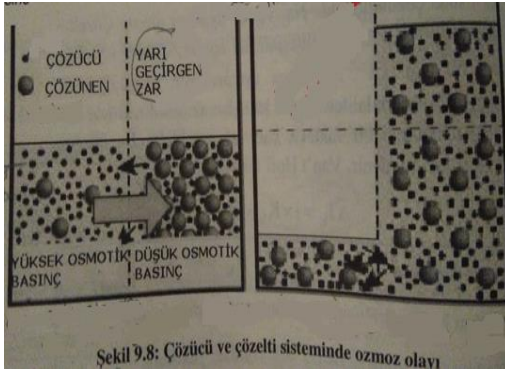 ÇÖZÜCÜ
ÇÖZÜNEN
YARI
GEÇİRGEN
ZAR
YÜKSEK OSMOTİK
BASINÇ
DÜŞÜK OSMOTİK
BASINÇ
Şekil 9.8: Çözücü ve çözelti sisteminde ozmoz olayı